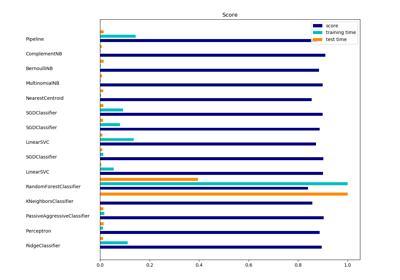 Score
score
training time
test time
Pipeline
ComplementNB
BernoulliNB
MultinomialNB
NearestCentroid
SGDClassifier
SGDClassifier
LinearSVC
SGDClassifier
LinearSVC
RandomForestClassifier
KNeighborsClassifier
PassiveAggressiveClassifier
Perceptron
RidgeClassifier
0.0 0.2 0.4 0.6 0.8 1.0